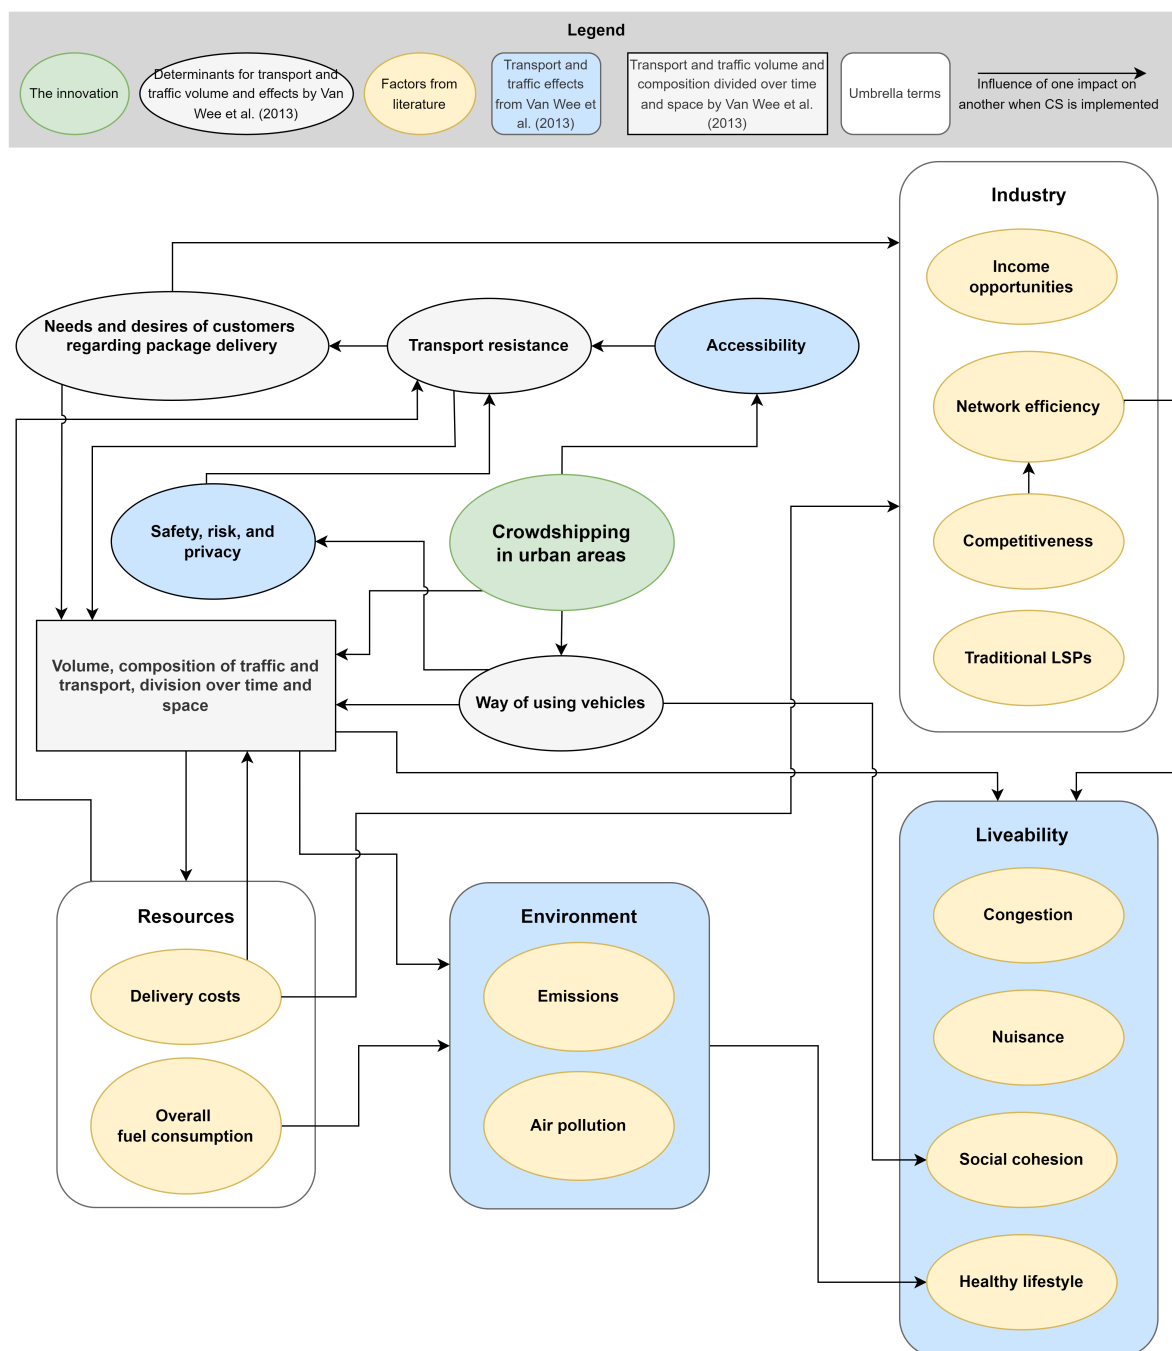 Legend
The innovation
Determinants for transport and
traffic volume and effects by Van
Wee et al. (2013)
Factors from
literature
Transport and
traffic effects
from Van Wee et
al. (2013)
Transport and traffic volume and
composition divided over time
and space by Van Wee et al.
(2013)
Umbrella terms
Influence of one impact on
another when CS is implemented
Industry
Income
opportunities
Needs and desires of customers
regarding package delivery
Transport resistance
Accessibility
Network efficiency
Safety, risk, and
privacy
Crowdshipping
in urban areas
Competitiveness
Traditional LSPs
Volume, composition of traffic and
transport, division over time and
space
Way of using vehicles
Liveability
Resources
Environment
Congestion
Delivery costs
Emissions
Nuisance
Overall
fuel consumption
Air pollution
Social cohesion
Healthy lifestyle